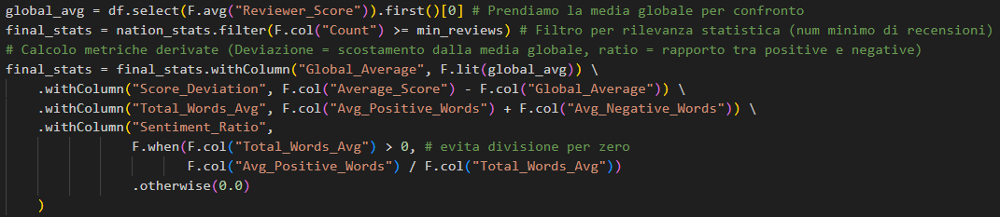 global_avg = df.select(F.avg("Reviewer_Score")).first()[0] # Prendiamo la media globale per confronto
final_stats = nation_stats.filter(F.col("Count") >= min_reviews) # Filtro per rilevanza statistica (num minimo di recensioni)
# Calcolo metriche derivate (Deviazione = scostamento dalla media globale, ratio = rapporto tra positive e negative)
final_stats = final_stats.withColumn("Global_Average", F.lit(global_avg)) \
    .withColumn("Score_Deviation", F.col("Average_Score") - F.col("Global_Average")) \
    .withColumn("Total_Words_Avg", F.col("Avg_Positive_Words") + F.col("Avg_Negative_Words")) \
    .withColumn("Sentiment_Ratio",
                F.when(F.col("Total_Words_Avg") > 0, # evita divisione per zero
                       F.col("Avg_Positive_Words") / F.col("Total_Words_Avg"))
                .otherwise(0.0)
    )